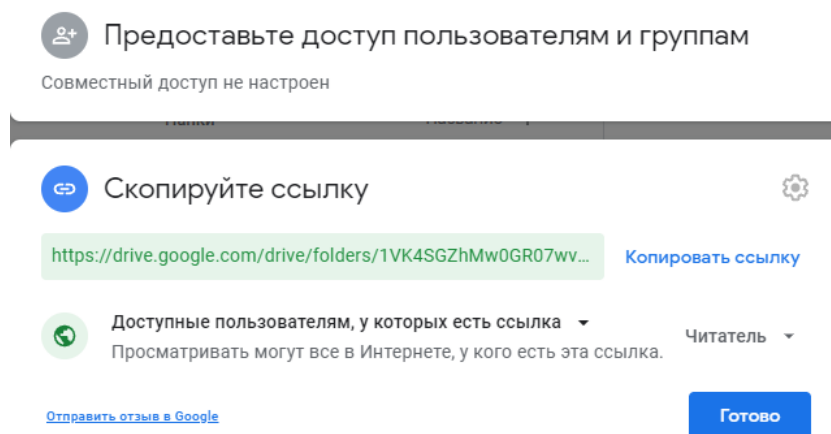 Предоставьте доступ пользователям и группам
Совместный доступ не настроен
Скопируйте ссылку
https://drive.google.com/drive/folders/1VK4SGZhMw0GR07wv...
Копировать ссылку
Доступные пользователям, у которых есть ссылка
Читатель
Просматривать могут все в Интернете, у кого есть эта ссылка.
Отправить отзыв в Google
Готово